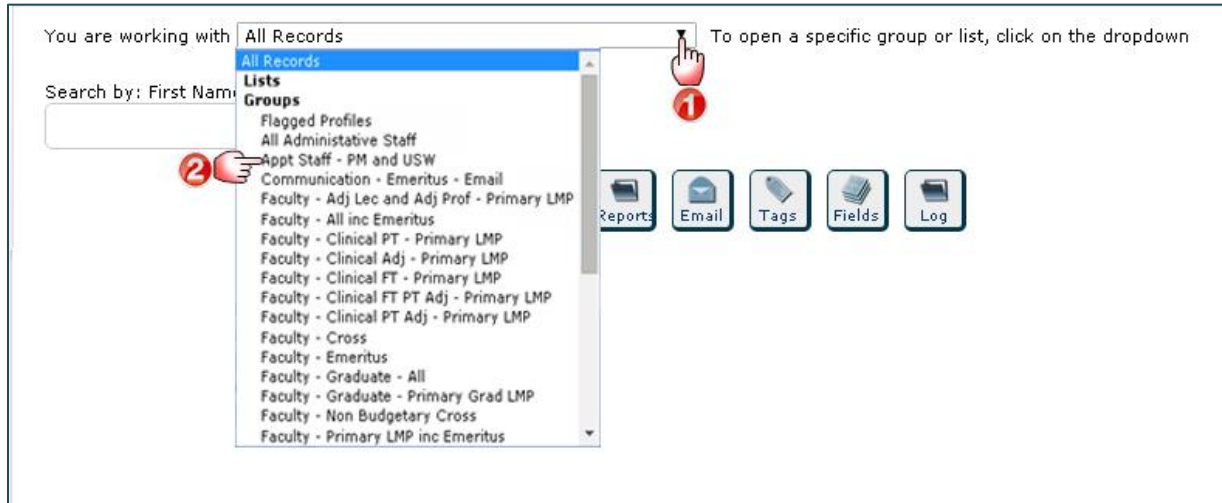 You are working with All Records To open a specific group or list, click on the dropdown
All Records
Lists
Search by: First Nam
Groups
Flagged Profiles
All Administative Staff
Appt Staff - PM and USW
Communication - Emeritus - Email
Faculty - Adj Lec and Adj Prof - Primary LMP
Faculty - All inc Emeritus
Faculty - Clinical PT - Primary LMP
Faculty - Clinical Adj - Primary LMP
Faculty - Clinical FT - Primary LMP
Faculty - Clinical FT PT Adj - Primary LMP
Faculty - Clinical PT Adj - Primary LMP
Faculty - Cross
Faculty - Emeritus
Faculty - Graduate - All
Faculty - Graduate - Primary Grad LMP
Faculty - Non Budgetary Cross
Faculty - Primary LMP inc Emeritus
1
2
Reports Email Tags Fields Log